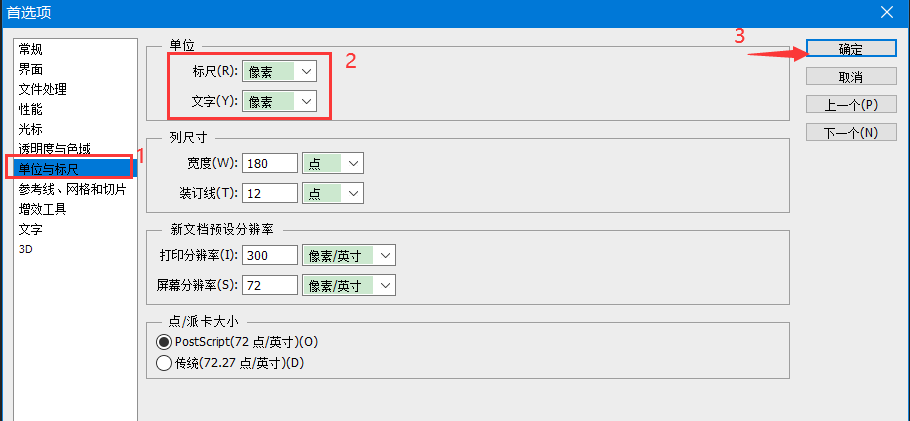 首选项
常规
界面
文件处理
性能
光标
透明度与色域
单位与标尺
参考线、网格和切片
增效工具
文字
3D
1
单位
标尺(R): 像素
文字(Y): 像素
2
列尺寸
宽度(W): 180 点
装订线(T): 12 点
新文档预设分辨率
打印分辨率(I): 300 像素/英寸
屏幕分辨率(S): 72 像素/英寸
点/派卡大小
PostScript(72 点/英寸)(O)
传统(72.27 点/英寸)(D)
3
确定
取消
上一个(P)
下一个(N)